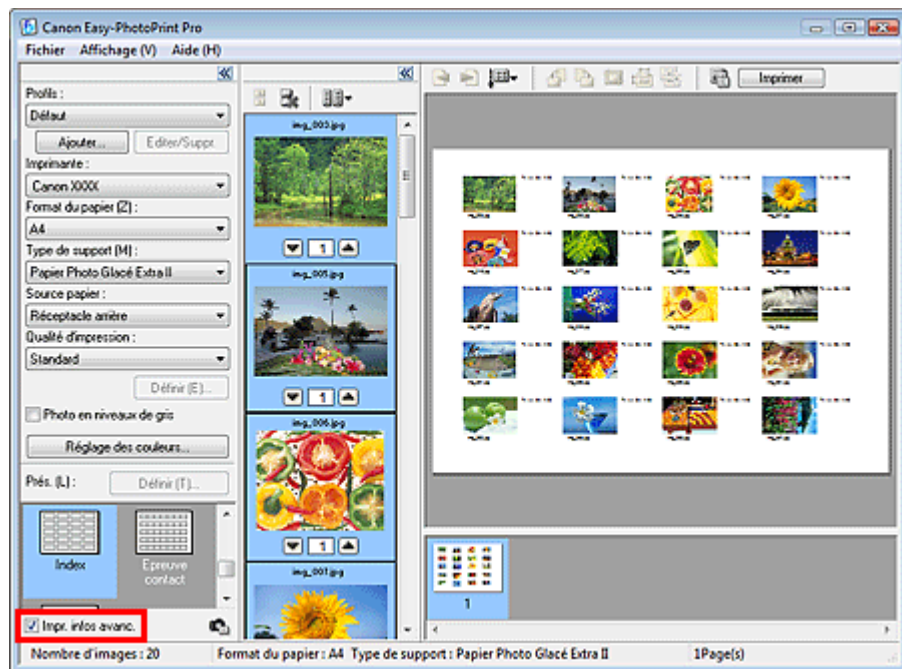 Canon Easy-PhotoPrint Pro
Fichier Affichage (V) Aide (H)
Profils :
Défaut
Ajouter... Editer/Suppr.
Imprimante :
Canon XXXX
Format du papier (Z) :
A4
Type de support (M) :
Papier Photo Glacé Extra II
Source papier :
Réceptacle arrière
Qualité d'impression :
Standard
Définir (E)...
Photo en niveaux de gris
Réglage des couleurs...
Prés. (L) : Définir (T)...
Index
Epreuve
contact
Impr. infos avanc.
img_003.jpg
1
img_005.jpg
1
img_006.jpg
1
img_007.jpg
Imprimer
1
Nombre d'images : 20 Format du papier : A4 Type de support : Papier Photo Glacé Extra II 1Page(s)